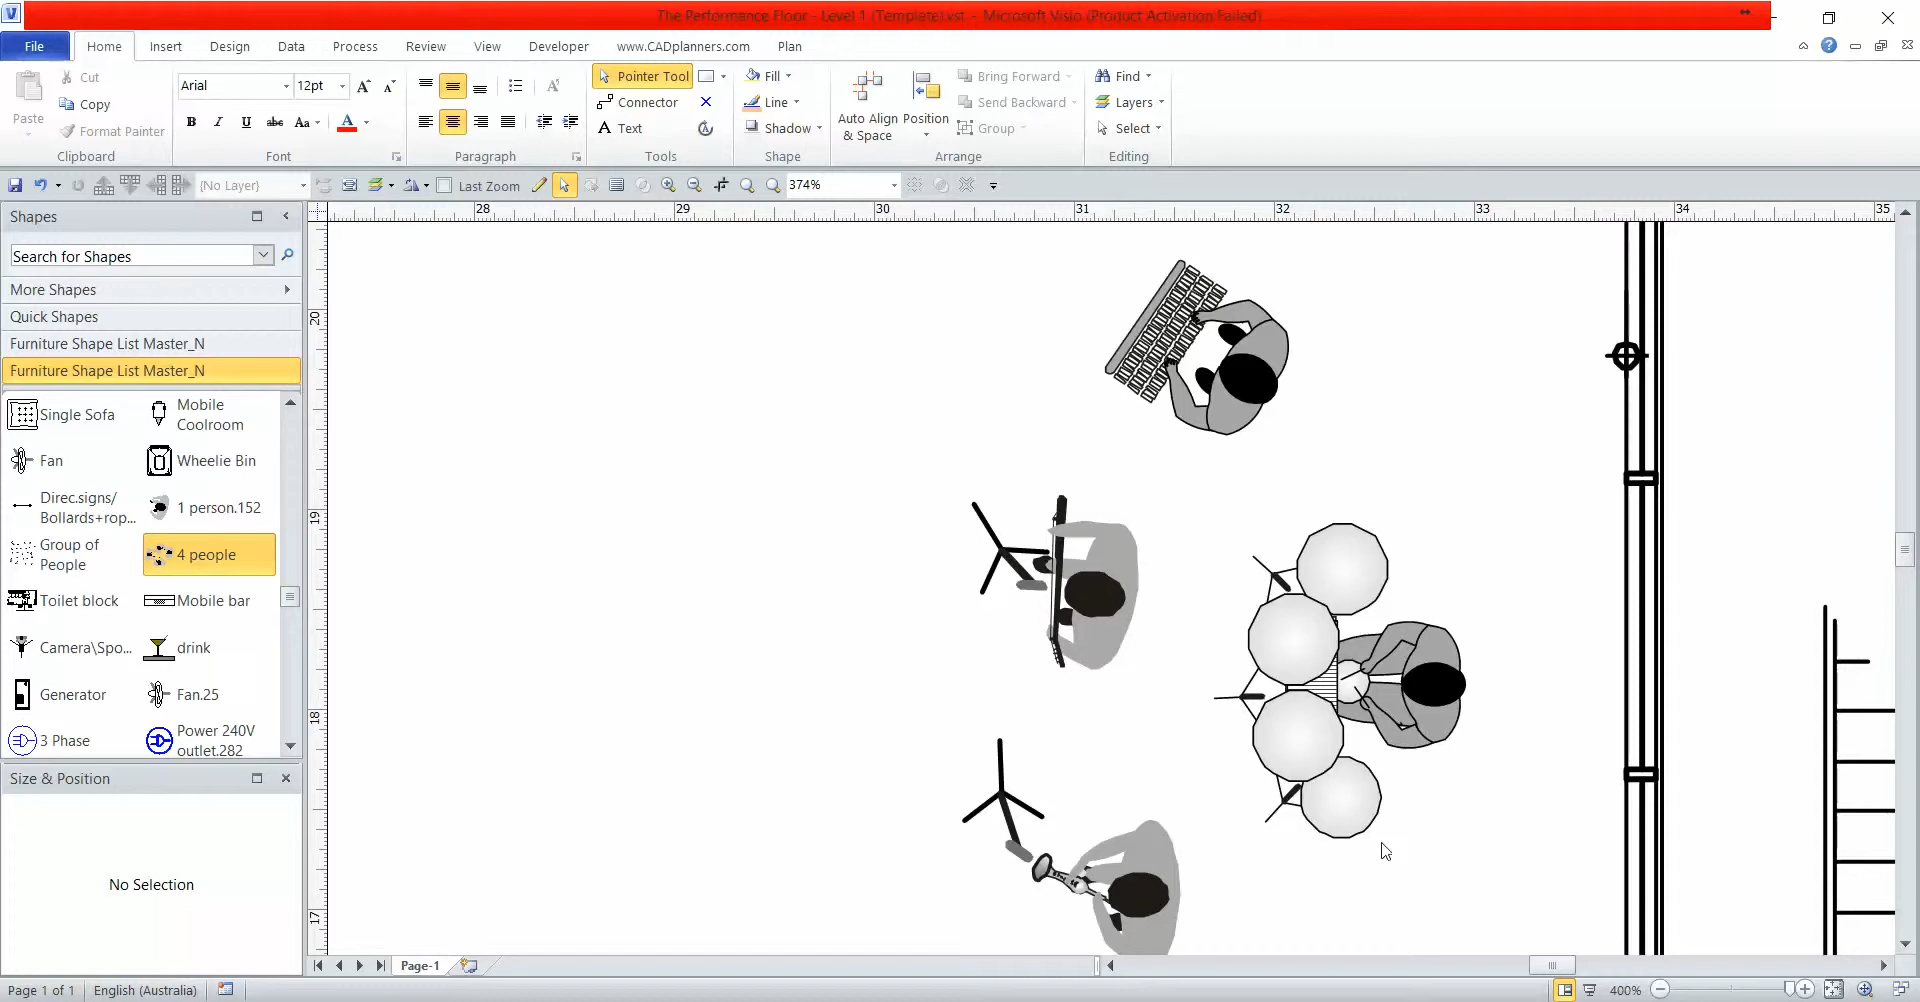 The Performance Floor - Level 1 (Template).vst - Microsoft Visio (Product Activation Failed)
File Home Insert Design Data Process Review View Developer www.CADplanners.com Plan
Paste
Cut
Copy
Format Painter
Clipboard
Arial 12pt
B I U abc Aa A
Font
Paragraph
Pointer Tool
Connector
Text
Tools
Fill
Line
Shadow
Shape
Auto Align & Space
Position
Bring Forward
Send Backward
Group
Arrange
Find
Layers
Select
Editing
{No Layer} Last Zoom 374%
Shapes
Search for Shapes
More Shapes
Quick Shapes
Furniture Shape List Master_N
Furniture Shape List Master_N
Single Sofa
Mobile Coolroom
Fan
Wheelie Bin
Direc.signs/ Bollards+rop...
1 person.152
Group of People
4 people
Toilet block
Mobile bar
Camera\Spo...
drink
Generator
Fan.25
3 Phase
Power 240V outlet.282
Size & Position
No Selection
28 29 30 31 32 33 34 35
20
19
18
17
Page-1
Page 1 of 1 English (Australia) 400%